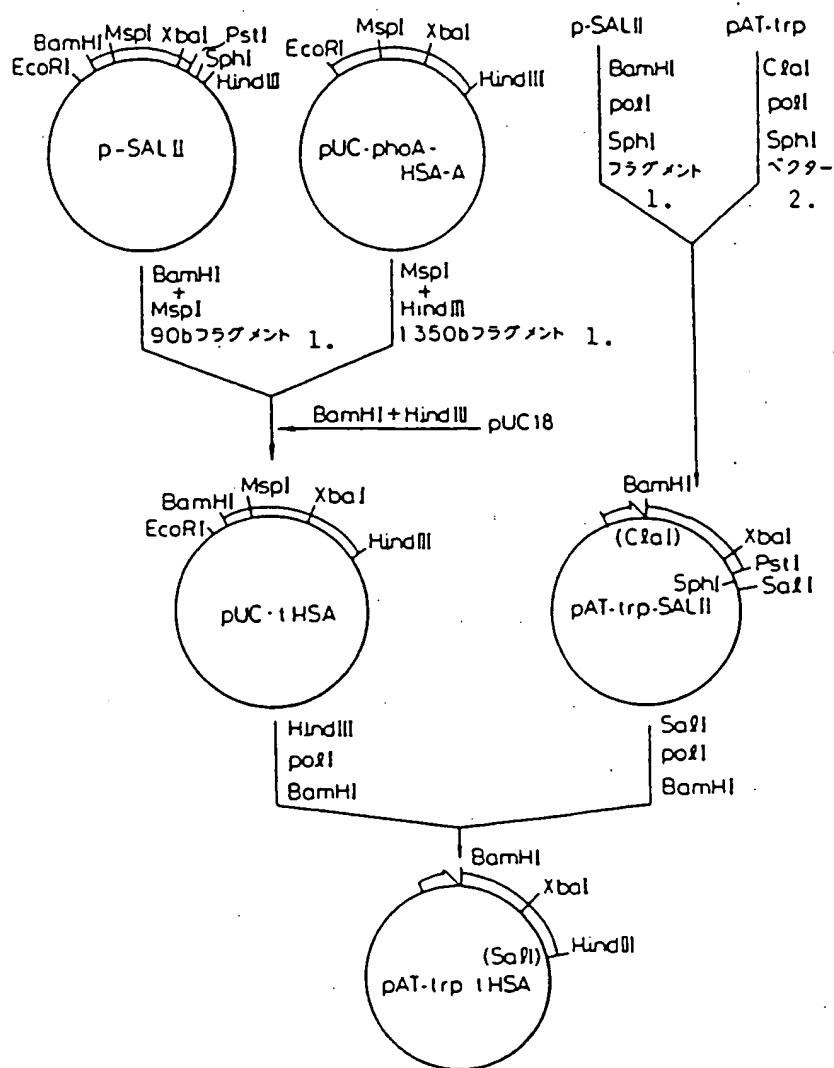 EcoRI
BamHI
MspI
XbaI
PstI
SphI
HindIII
p-SALII
EcoRI
MspI
XbaI
HindIII
pUC-phoA-
HSA-A
p-SALII
BamHI
polI
SphI
フラグメント
1.
pAT-trp
ClaI
polI
SphI
ベクター
2.
BamHI
+
MspI
90bフラグメント 1.
MspI
+
HindIII
1350bフラグメント 1.
BamHI+HindIII pUC18
EcoRI
BamHI
MspI
XbaI
HindIII
pUC·tHSA
BamHI
(ClaI)
XbaI
PstI
SphI
SalI
pAT-trp-SALII
HindIII
polI
BamHI
SalI
polI
BamHI
BamHI
XbaI
(SalI)
HindIII
pAT-trp tHSA